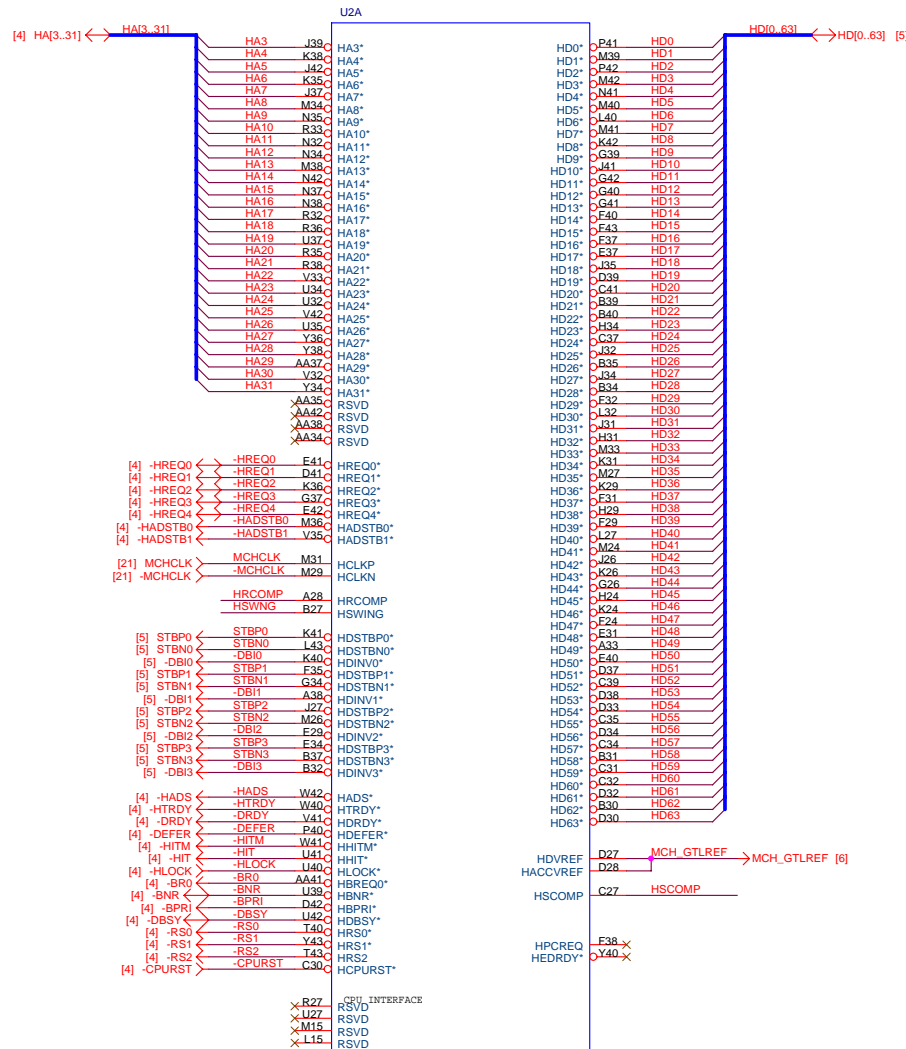 U2A
[4] HA[3..31] HA[3..31]
HA3 J39 HA3*
HA4 K38 HA4*
HA5 J42 HA5*
HA6 K35 HA6*
HA7 J37 HA7*
HA8 M34 HA8*
HA9 N35 HA9*
HA10 R33 HA10*
HA11 N32 HA11*
HA12 N34 HA12*
HA13 M38 HA13*
HA14 N42 HA14*
HA15 N37 HA15*
HA16 N38 HA16*
HA17 R32 HA17*
HA18 R36 HA18*
HA19 U37 HA19*
HA20 R35 HA20*
HA21 R38 HA21*
HA22 V33 HA22*
HA23 U34 HA23*
HA24 U32 HA24*
HA25 V42 HA25*
HA26 U35 HA26*
HA27 Y36 HA27*
HA28 Y38 HA28*
HA29 AA37 HA29*
HA30 V32 HA30*
HA31 Y34 HA31*
AA35 RSVD
AA42 RSVD
AA38 RSVD
AA34 RSVD
[4] -HREQ0 -HREQ0 E41 HREQ0*
[4] -HREQ1 -HREQ1 D41 HREQ1*
[4] -HREQ2 -HREQ2 K36 HREQ2*
[4] -HREQ3 -HREQ3 G37 HREQ3*
[4] -HREQ4 -HREQ4 E42 HREQ4*
[4] -HADSTB0 -HADSTB0 M36 HADSTB0*
[4] -HADSTB1 -HADSTB1 V35 HADSTB1*
[21] MCHCLK MCHCLK M31 HCLKP
[21] -MCHCLK -MCHCLK M29 HCLKN
HRCOMP A28 HRCOMP
HSWNG B27 HSWING
[5] STBP0 STBP0 K41 HDSTBP0*
[5] STBN0 STBN0 L43 HDSTBN0*
[5] -DBI0 -DBI0 K40 HDINV0*
[5] STBP1 STBP1 F35 HDSTBP1*
[5] STBN1 STBN1 G34 HDSTBN1*
[5] -DBI1 -DBI1 A38 HDINV1*
[5] STBP2 STBP2 J27 HDSTBP2*
[5] STBN2 STBN2 M26 HDSTBN2*
[5] -DBI2 -DBI2 E29 HDINV2*
[5] STBP3 STBP3 E34 HDSTBP3*
[5] STBN3 STBN3 B37 HDSTBN3*
[5] -DBI3 -DBI3 B32 HDINV3*
[4] -HADS -HADS W42 HADS*
[4] -HTRDY -HTRDY W40 HTRDY*
[4] -DRDY -DRDY V41 HDRDY*
[4] -DEFER -DEFER P40 HDEFER*
[4] -HITM -HITM W41 HHITM*
[4] -HIT -HIT U41 HHIT*
[4] -HLOCK -HLOCK U40 HLOCK*
[4] -BR0 -BR0 AA41 HBREQ0*
[4] -BNR -BNR U39 HBNR*
[4] -BPRI -BPRI D42 HBPRI*
[4] -DBSY -DBSY U42 HDBSY*
[4] -RS0 -RS0 T40 HRS0*
[4] -RS1 -RS1 Y43 HRS1*
[4] -RS2 -RS2 T43 HRS2
[4] -CPURST -CPURST C30 HCPURST*
CPU_INTERFACE
R27 RSVD
U27 RSVD
M15 RSVD
L15 RSVD
HD[0..63] HD[0..63] [5]
HD0* P41 HD0
HD1* M39 HD1
HD2* P42 HD2
HD3* M42 HD3
HD4* N41 HD4
HD5* M40 HD5
HD6* L40 HD6
HD7* M41 HD7
HD8* K42 HD8
HD9* G39 HD9
HD10* J41 HD10
HD11* G42 HD11
HD12* G40 HD12
HD13* G41 HD13
HD14* F40 HD14
HD15* F43 HD15
HD16* F37 HD16
HD17* E37 HD17
HD18* J35 HD18
HD19* D39 HD19
HD20* C41 HD20
HD21* B39 HD21
HD22* B40 HD22
HD23* H34 HD23
HD24* C37 HD24
HD25* J32 HD25
HD26* B35 HD26
HD27* J34 HD27
HD28* B34 HD28
HD29* F32 HD29
HD30* L32 HD30
HD31* J31 HD31
HD32* H31 HD32
HD33* M33 HD33
HD34* K31 HD34
HD35* M27 HD35
HD36* K29 HD36
HD37* F31 HD37
HD38* H29 HD38
HD39* F29 HD39
HD40* L27 HD40
HD41* M24 HD41
HD42* J26 HD42
HD43* K26 HD43
HD44* G26 HD44
HD45* H24 HD45
HD46* K24 HD46
HD47* F24 HD47
HD48* E31 HD48
HD49* A33 HD49
HD50* E40 HD50
HD51* D37 HD51
HD52* C39 HD52
HD53* D38 HD53
HD54* D33 HD54
HD55* C35 HD55
HD56* D34 HD56
HD57* C34 HD57
HD58* B31 HD58
HD59* C31 HD59
HD60* C32 HD60
HD61* D32 HD61
HD62* B30 HD62
HD63* D30 HD63
HDVREF D27 MCH_GTLREF MCH_GTLREF [6]
HACCVREF D28
HSCOMP C27 HSCOMP
HPCREQ F38
HEDRDY* Y40